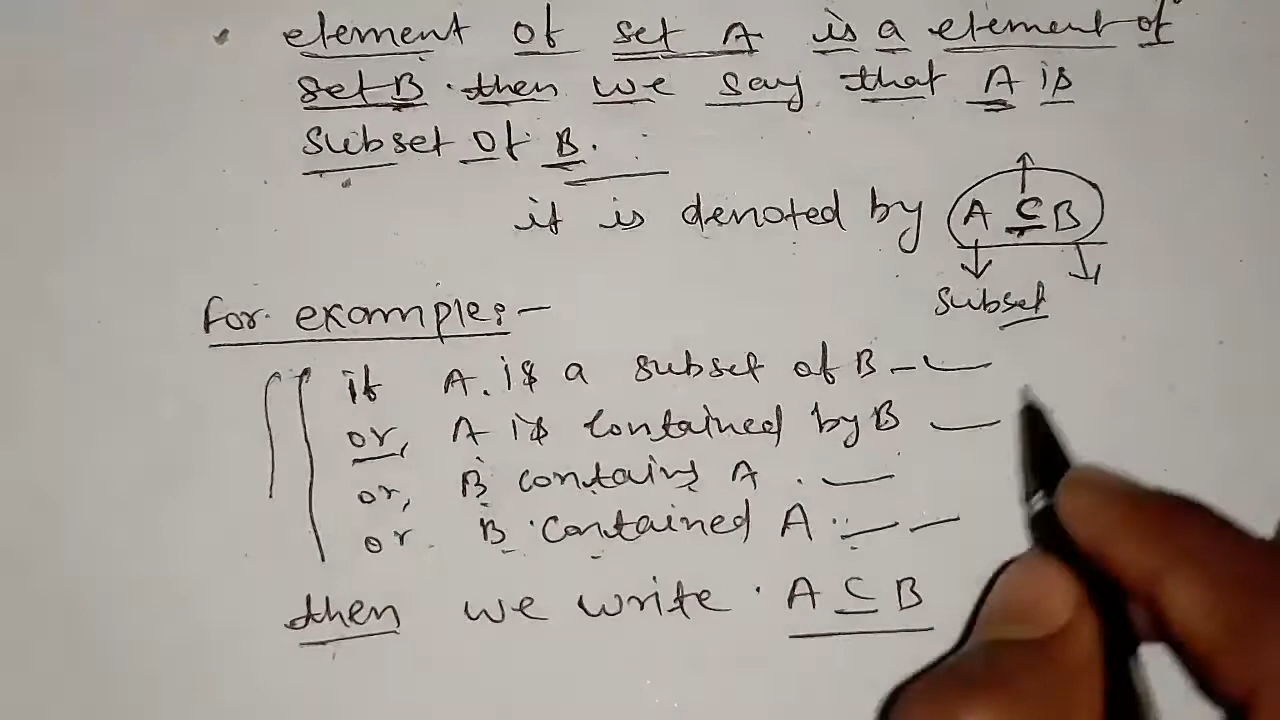 element of set A is a element of
set B. then we say that A is
subset of B.
it is denoted by A ⊆ B
subset
for example:-
if A. is a subset of B -
or, A is contained by B
or, B contains A.
or. B contained A.
then we write. A ⊆ B